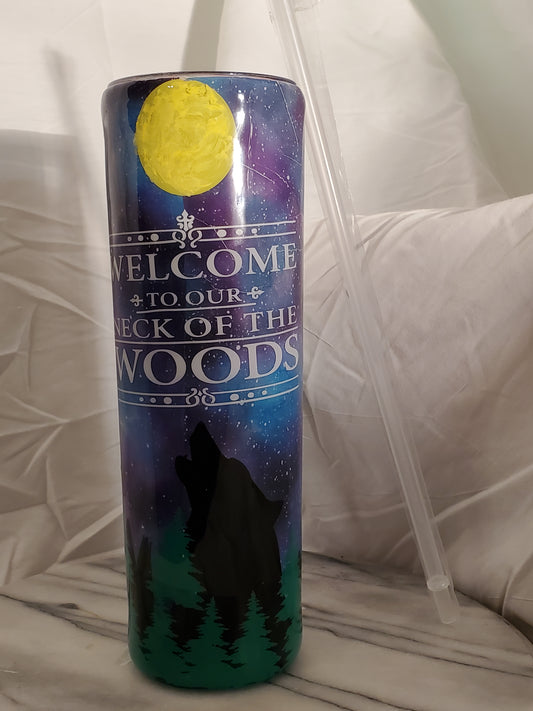 WELCOME
TO OUR
NECK OF THE
WOODS